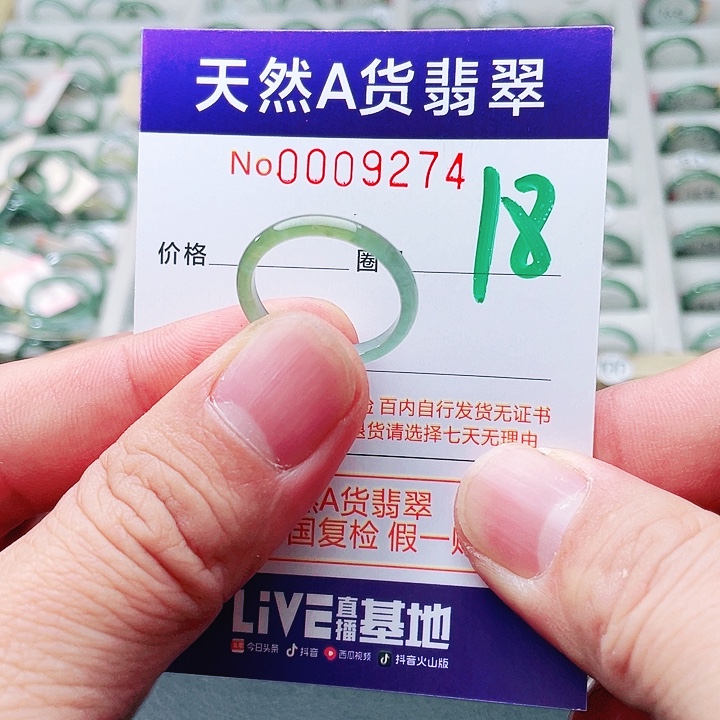 天然A货翡翠
No.0009274
18
价格 圈
百内自行发货无证书
货请选择七天无理由
A货翡翠
国复检 假一
LiVE直播基地
今日头条 抖音 西瓜视频 抖音火山版